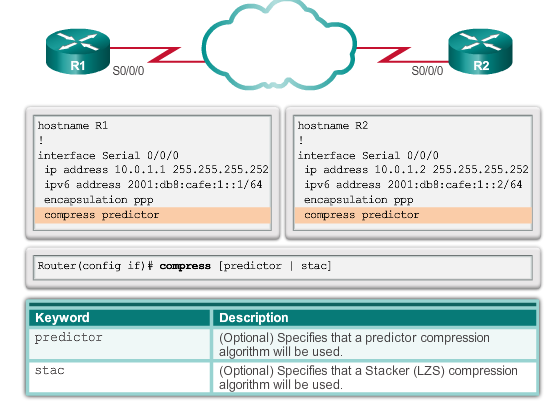 R1
S0/0/0
S0/0/0
R2
hostname R1
!
interface Serial 0/0/0
ip address 10.0.1.1 255.255.255.252
ipv6 address 2001:db8:cafe:1::1/64
encapsulation ppp
compress predictor
hostname R2
!
interface Serial 0/0/0
ip address 10.0.1.2 255.255.255.252
ipv6 address 2001:db8:cafe:1::2/64
encapsulation ppp
compress predictor
Router(config if)# compress [predictor | stac]
Keyword Description
predictor (Optional) Specifies that a predictor compression
algorithm will be used.
stac (Optional) Specifies that a Stacker (LZS) compression
algorithm will be used.